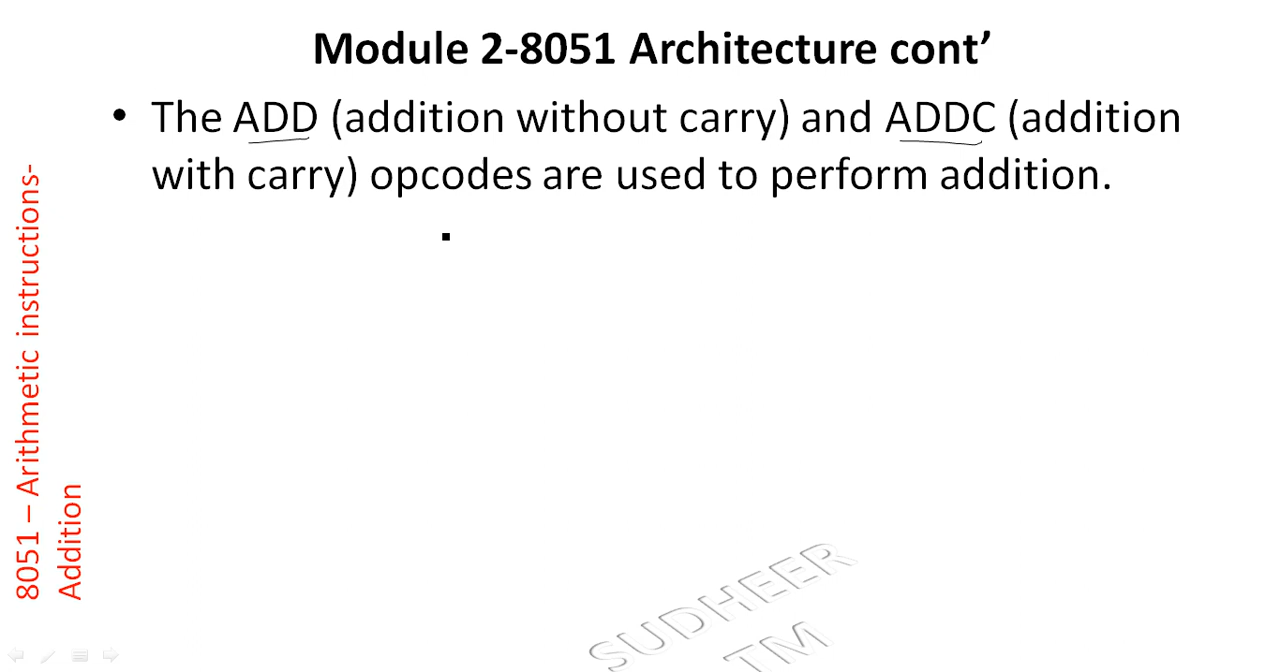 Module 2-8051 Architecture cont’
• The ADD (addition without carry) and ADDC (addition
with carry) opcodes are used to perform addition.
8051 – Arithmetic instructions-
Addition
SUDHEER
TM